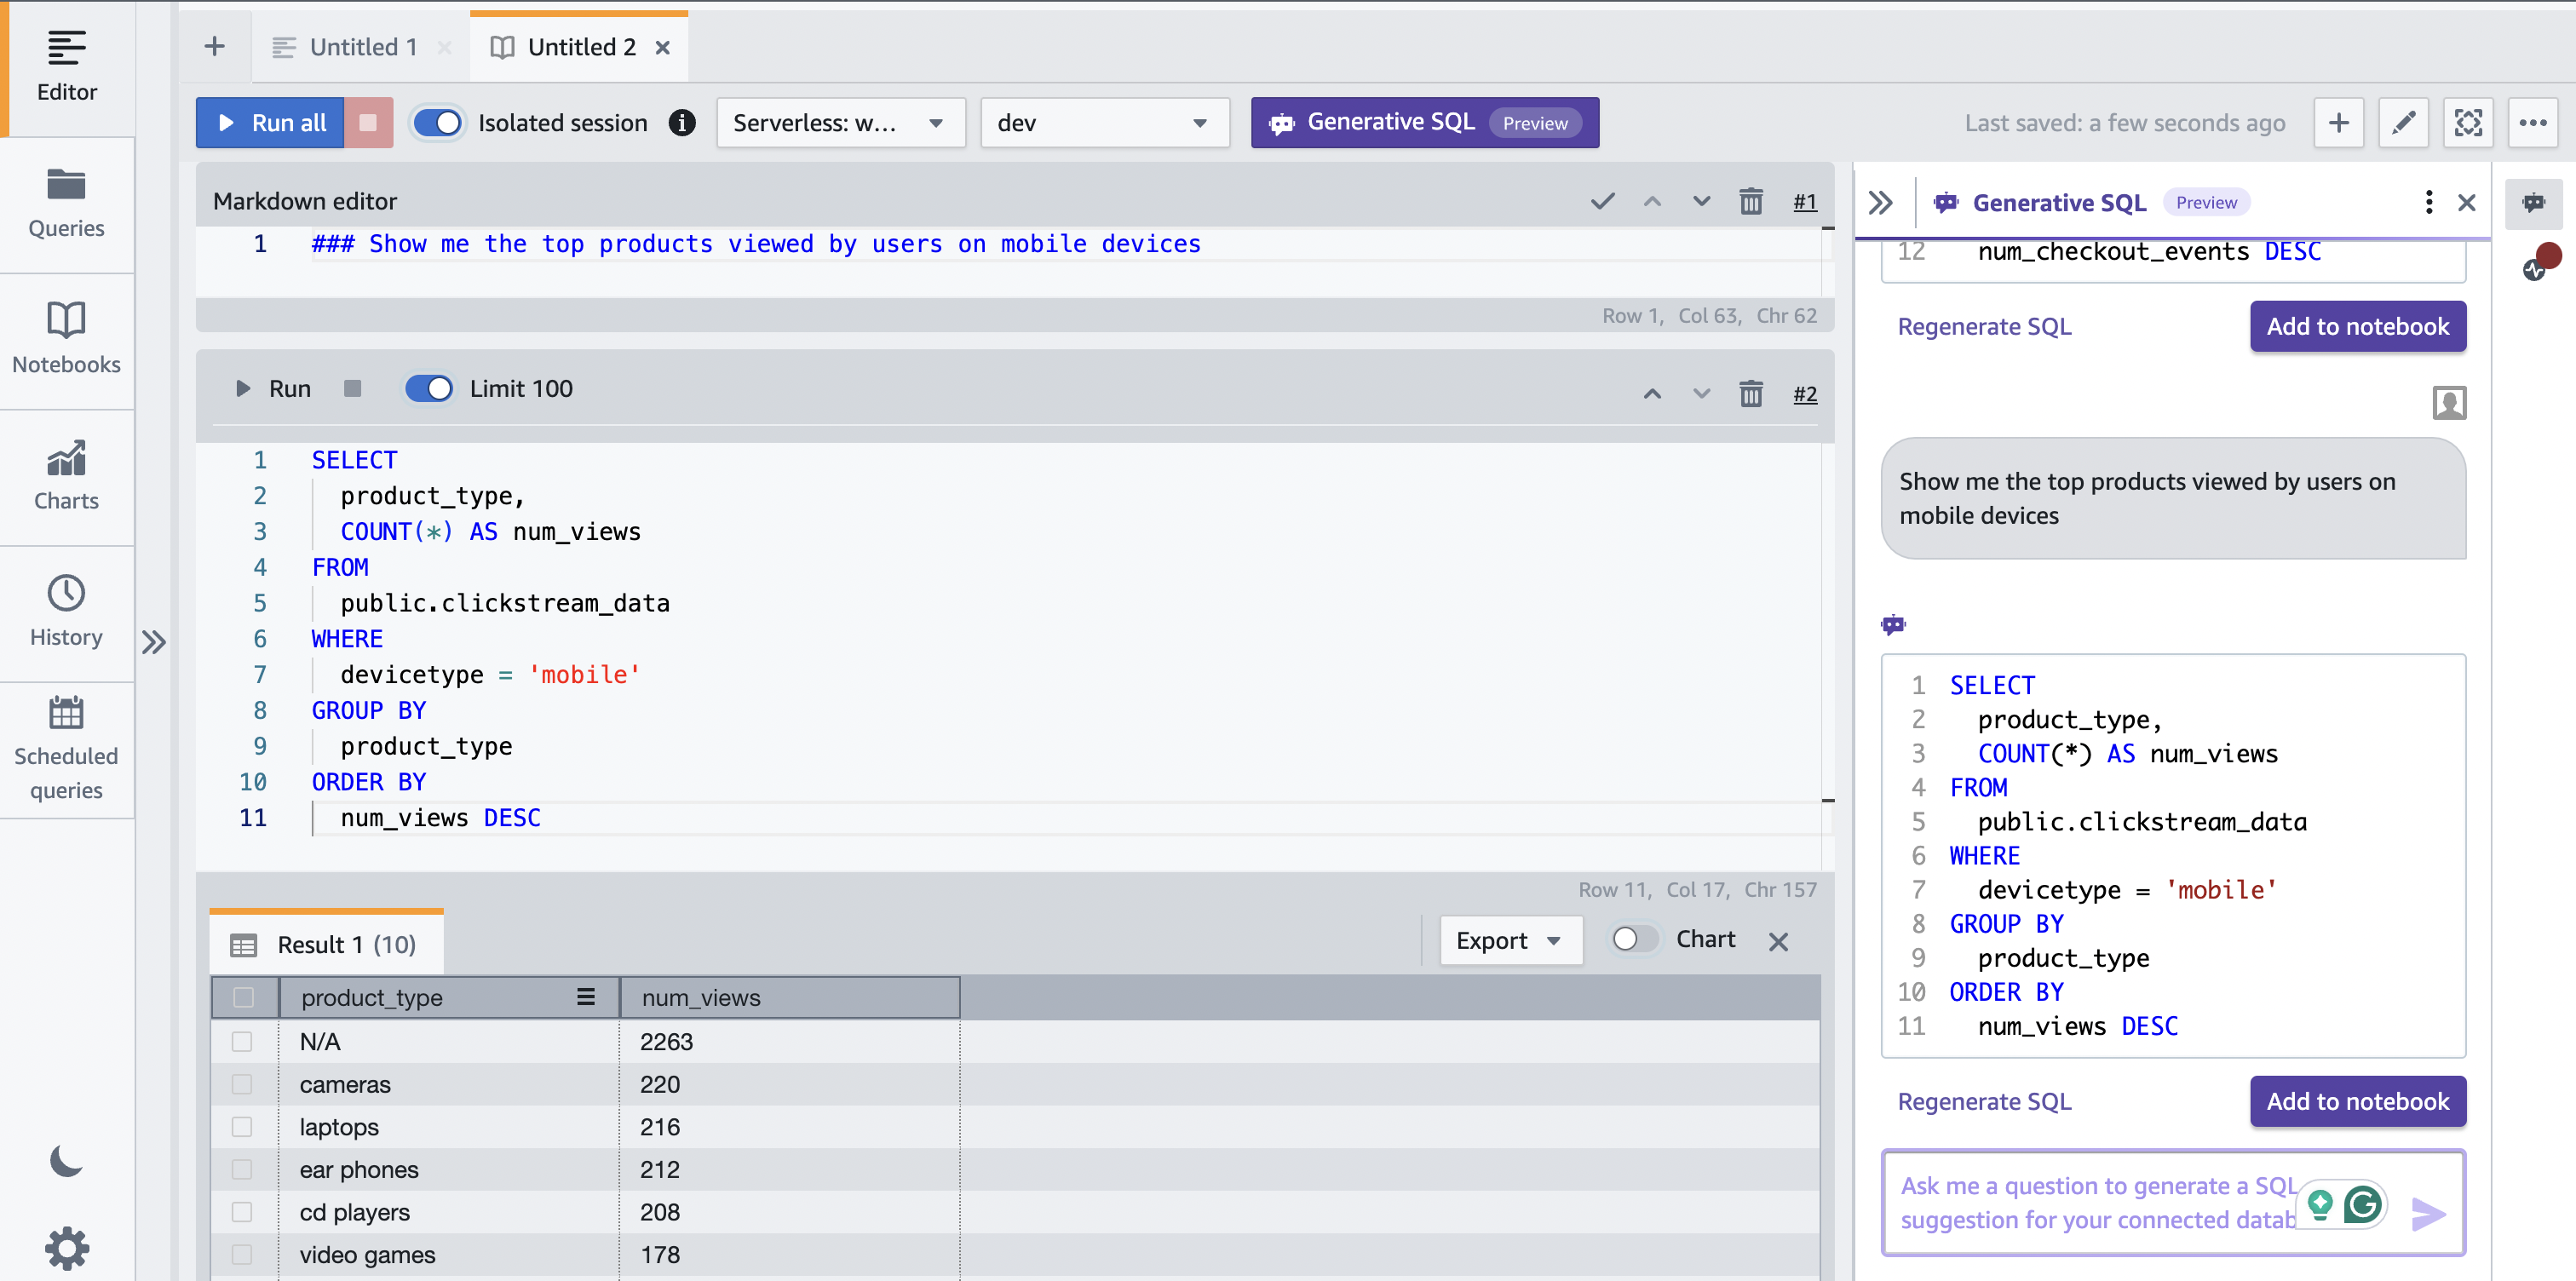 Untitled 1
Untitled 2
Editor
Queries
Notebooks
Charts
History
Scheduled
queries
Run all
Isolated session
Serverless: w...
dev
Generative SQL Preview
Last saved: a few seconds ago
Markdown editor
#1
1 ### Show me the top products viewed by users on mobile devices
Row 1, Col 63, Chr 62
Run
Limit 100
#2
1 SELECT
2 product_type,
3 COUNT(*) AS num_views
4 FROM
5 public.clickstream_data
6 WHERE
7 devicetype = 'mobile'
8 GROUP BY
9 product_type
10 ORDER BY
11 num_views DESC
Row 11, Col 17, Chr 157
Result 1 (10)
Export
Chart
product_type num_views
N/A 2263
cameras 220
laptops 216
ear phones 212
cd players 208
video games 178
Generative SQL Preview
12 num_checkout_events DESC
Regenerate SQL
Add to notebook
Show me the top products viewed by users on
mobile devices
1 SELECT
2 product_type,
3 COUNT(*) AS num_views
4 FROM
5 public.clickstream_data
6 WHERE
7 devicetype = 'mobile'
8 GROUP BY
9 product_type
10 ORDER BY
11 num_views DESC
Regenerate SQL
Add to notebook
Ask me a question to generate a SQL
suggestion for your connected datab